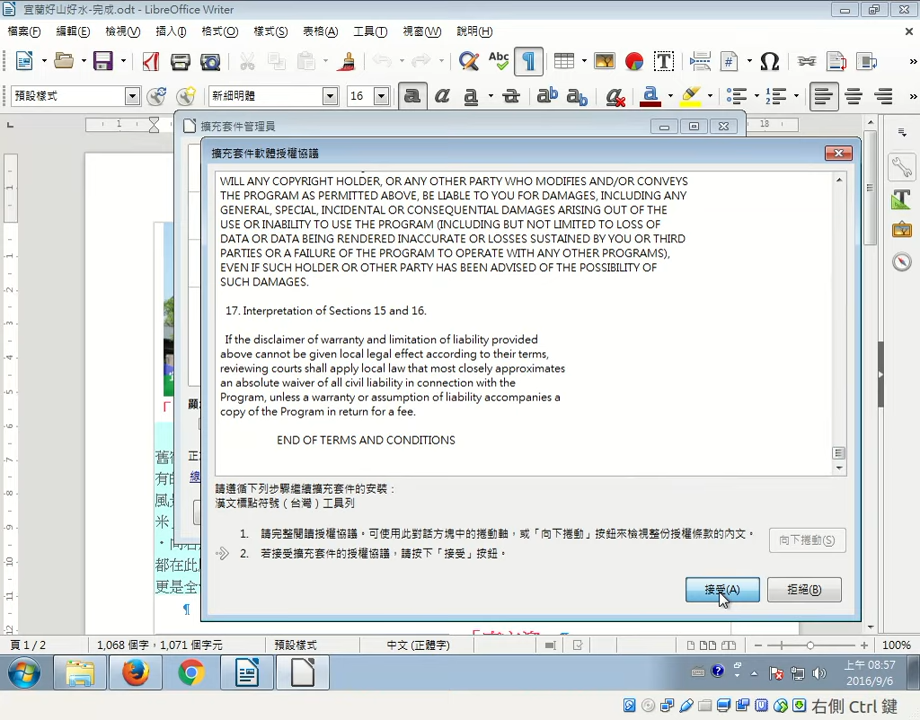 宜蘭好山好水-完成.odt - LibreOffice Writer
檔案(F) 編輯(E) 檢視(V) 插入(I) 格式(O) 樣式(S) 表格(A) 工具(T) 視窗(W) 說明(H)
預設樣式 新細明體 16
1 18
擴充套件管理員
擴充套件軟體授權協議
WILL ANY COPYRIGHT HOLDER, OR ANY OTHER PARTY WHO MODIFIES AND/OR CONVEYS
THE PROGRAM AS PERMITTED ABOVE, BE LIABLE TO YOU FOR DAMAGES, INCLUDING ANY
GENERAL, SPECIAL, INCIDENTAL OR CONSEQUENTIAL DAMAGES ARISING OUT OF THE
USE OR INABILITY TO USE THE PROGRAM (INCLUDING BUT NOT LIMITED TO LOSS OF
DATA OR DATA BEING RENDERED INACCURATE OR LOSSES SUSTAINED BY YOU OR THIRD
PARTIES OR A FAILURE OF THE PROGRAM TO OPERATE WITH ANY OTHER PROGRAMS),
EVEN IF SUCH HOLDER OR OTHER PARTY HAS BEEN ADVISED OF THE POSSIBILITY OF
SUCH DAMAGES.
17. Interpretation of Sections 15 and 16.
If the disclaimer of warranty and limitation of liability provided
above cannot be given local legal effect according to their terms,
reviewing courts shall apply local law that most closely approximates
an absolute waiver of all civil liability in connection with the
Program, unless a warranty or assumption of liability accompanies a
copy of the Program in return for a fee.
END OF TERMS AND CONDITIONS
請遵循下列步驟繼續擴充套件的安裝：
漢文標點符號（台灣）工具列
1. 請完整閱讀授權協議。可使用此對話方塊中的捲動軸，或「向下捲動」按鈕來檢視整份授權條款的內文。
向下捲動(S)
2. 若接受擴充套件的授權協議，請按下「接受」按鈕。
接受(A) 拒絕(B)
舊
有的
風是
米
都在此
更是全
頁 1 / 2 1,068 個字，1,071 個字元 預設樣式 中文 (正體字) 100%
上午 08:57
2016/9/6
右側 Ctrl 鍵